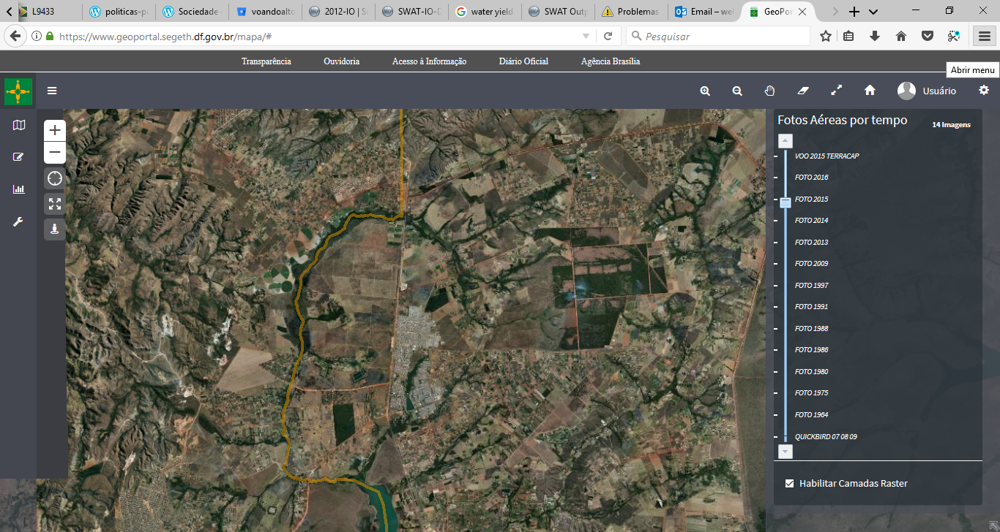 L9433
politicas-p
Sociedade
voandoalto
2012-IO | S
SWAT-IO-D
water yield
SWAT Outp
Problemas
Email – wel
GeoPor
https://www.geoportal.segeth.df.gov.br/mapa/#
Pesquisar
Transparência
Ouvidoria
Acesso à Informação
Diário Oficial
Agência Brasília
Abrir menu
Usuário
Fotos Aéreas por tempo
14 Imagens
VOO 2015 TERRACAP
FOTO 2016
FOTO 2015
FOTO 2014
FOTO 2013
FOTO 2009
FOTO 1997
FOTO 1991
FOTO 1988
FOTO 1986
FOTO 1980
FOTO 1975
FOTO 1964
QUICKBIRD 07 08 09
Habilitar Camadas Raster